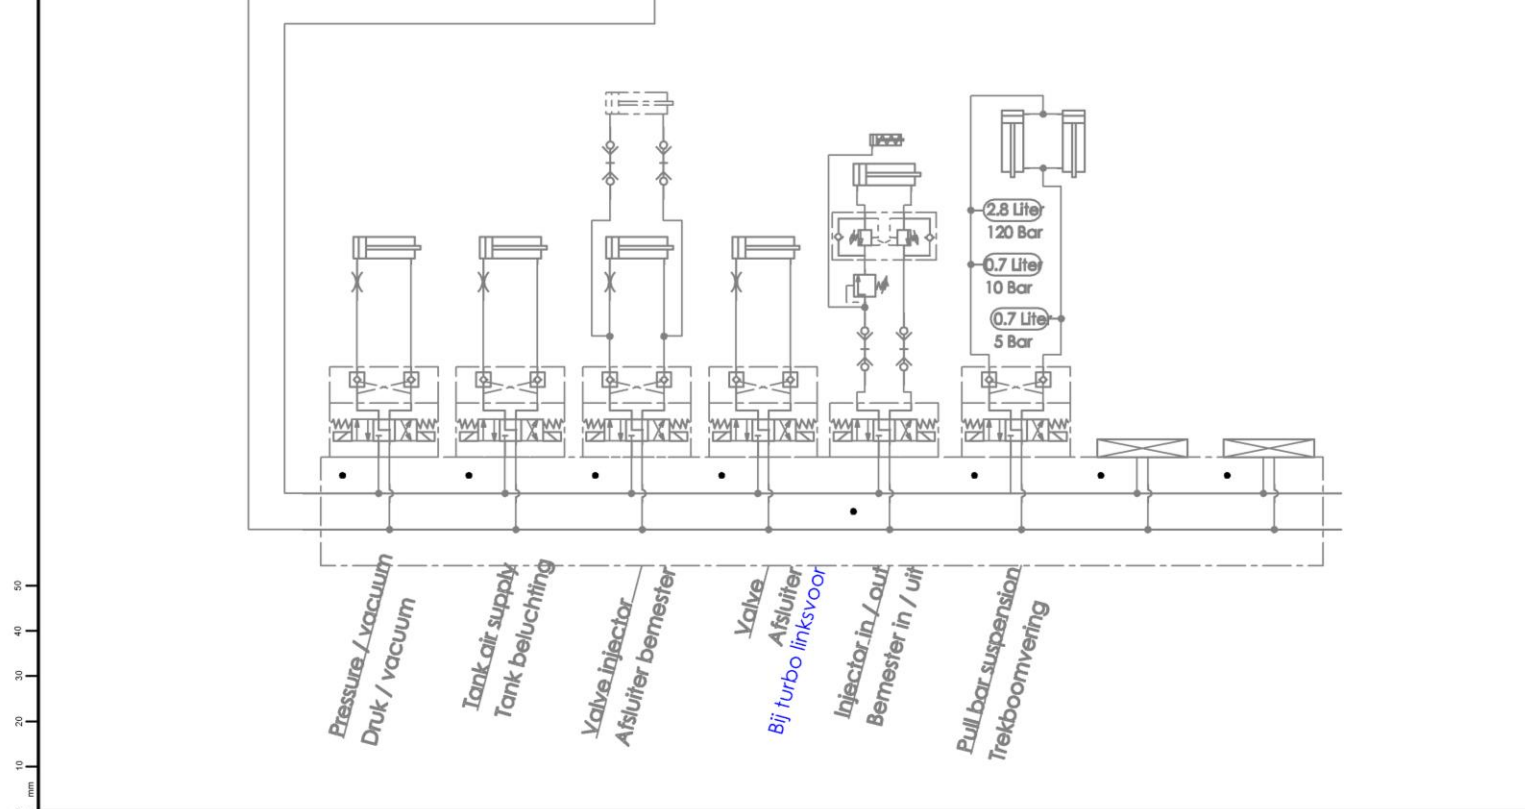 2.8 Liter
120 Bar
0.7 Liter
10 Bar
0.7 Liter
5 Bar
Pressure / vacuum
Druk / vacuum
Tank air supply
Tank beluchting
Valve injector
Afsluiter bemester
Valve
Afsluiter
Bij turbo linksvoor
Injector in / out
Bemester in / uit
Pull bar suspension
Trekboomvering
50
40
30
20
10
mm